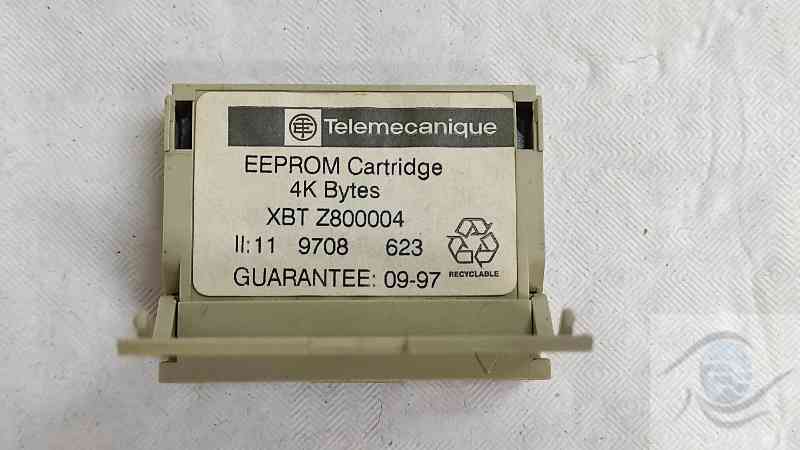 Telemecanique
EEPROM Cartridge
4K Bytes
XBT Z800004
II:11 9708 623
GUARANTEE: 09-97
RECYCLABLE